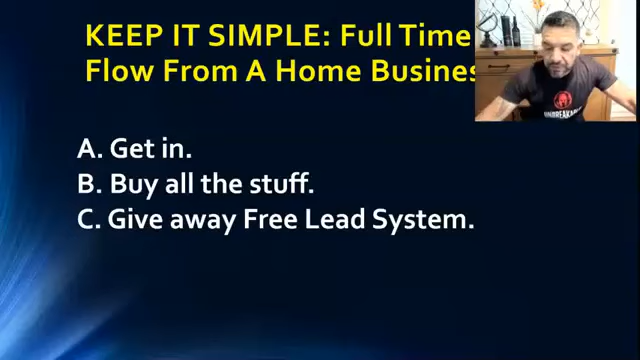 KEEP IT SIMPLE: Full Time
Flow From A Home Busines
A. Get in.
B. Buy all the stuff.
C. Give away Free Lead System.